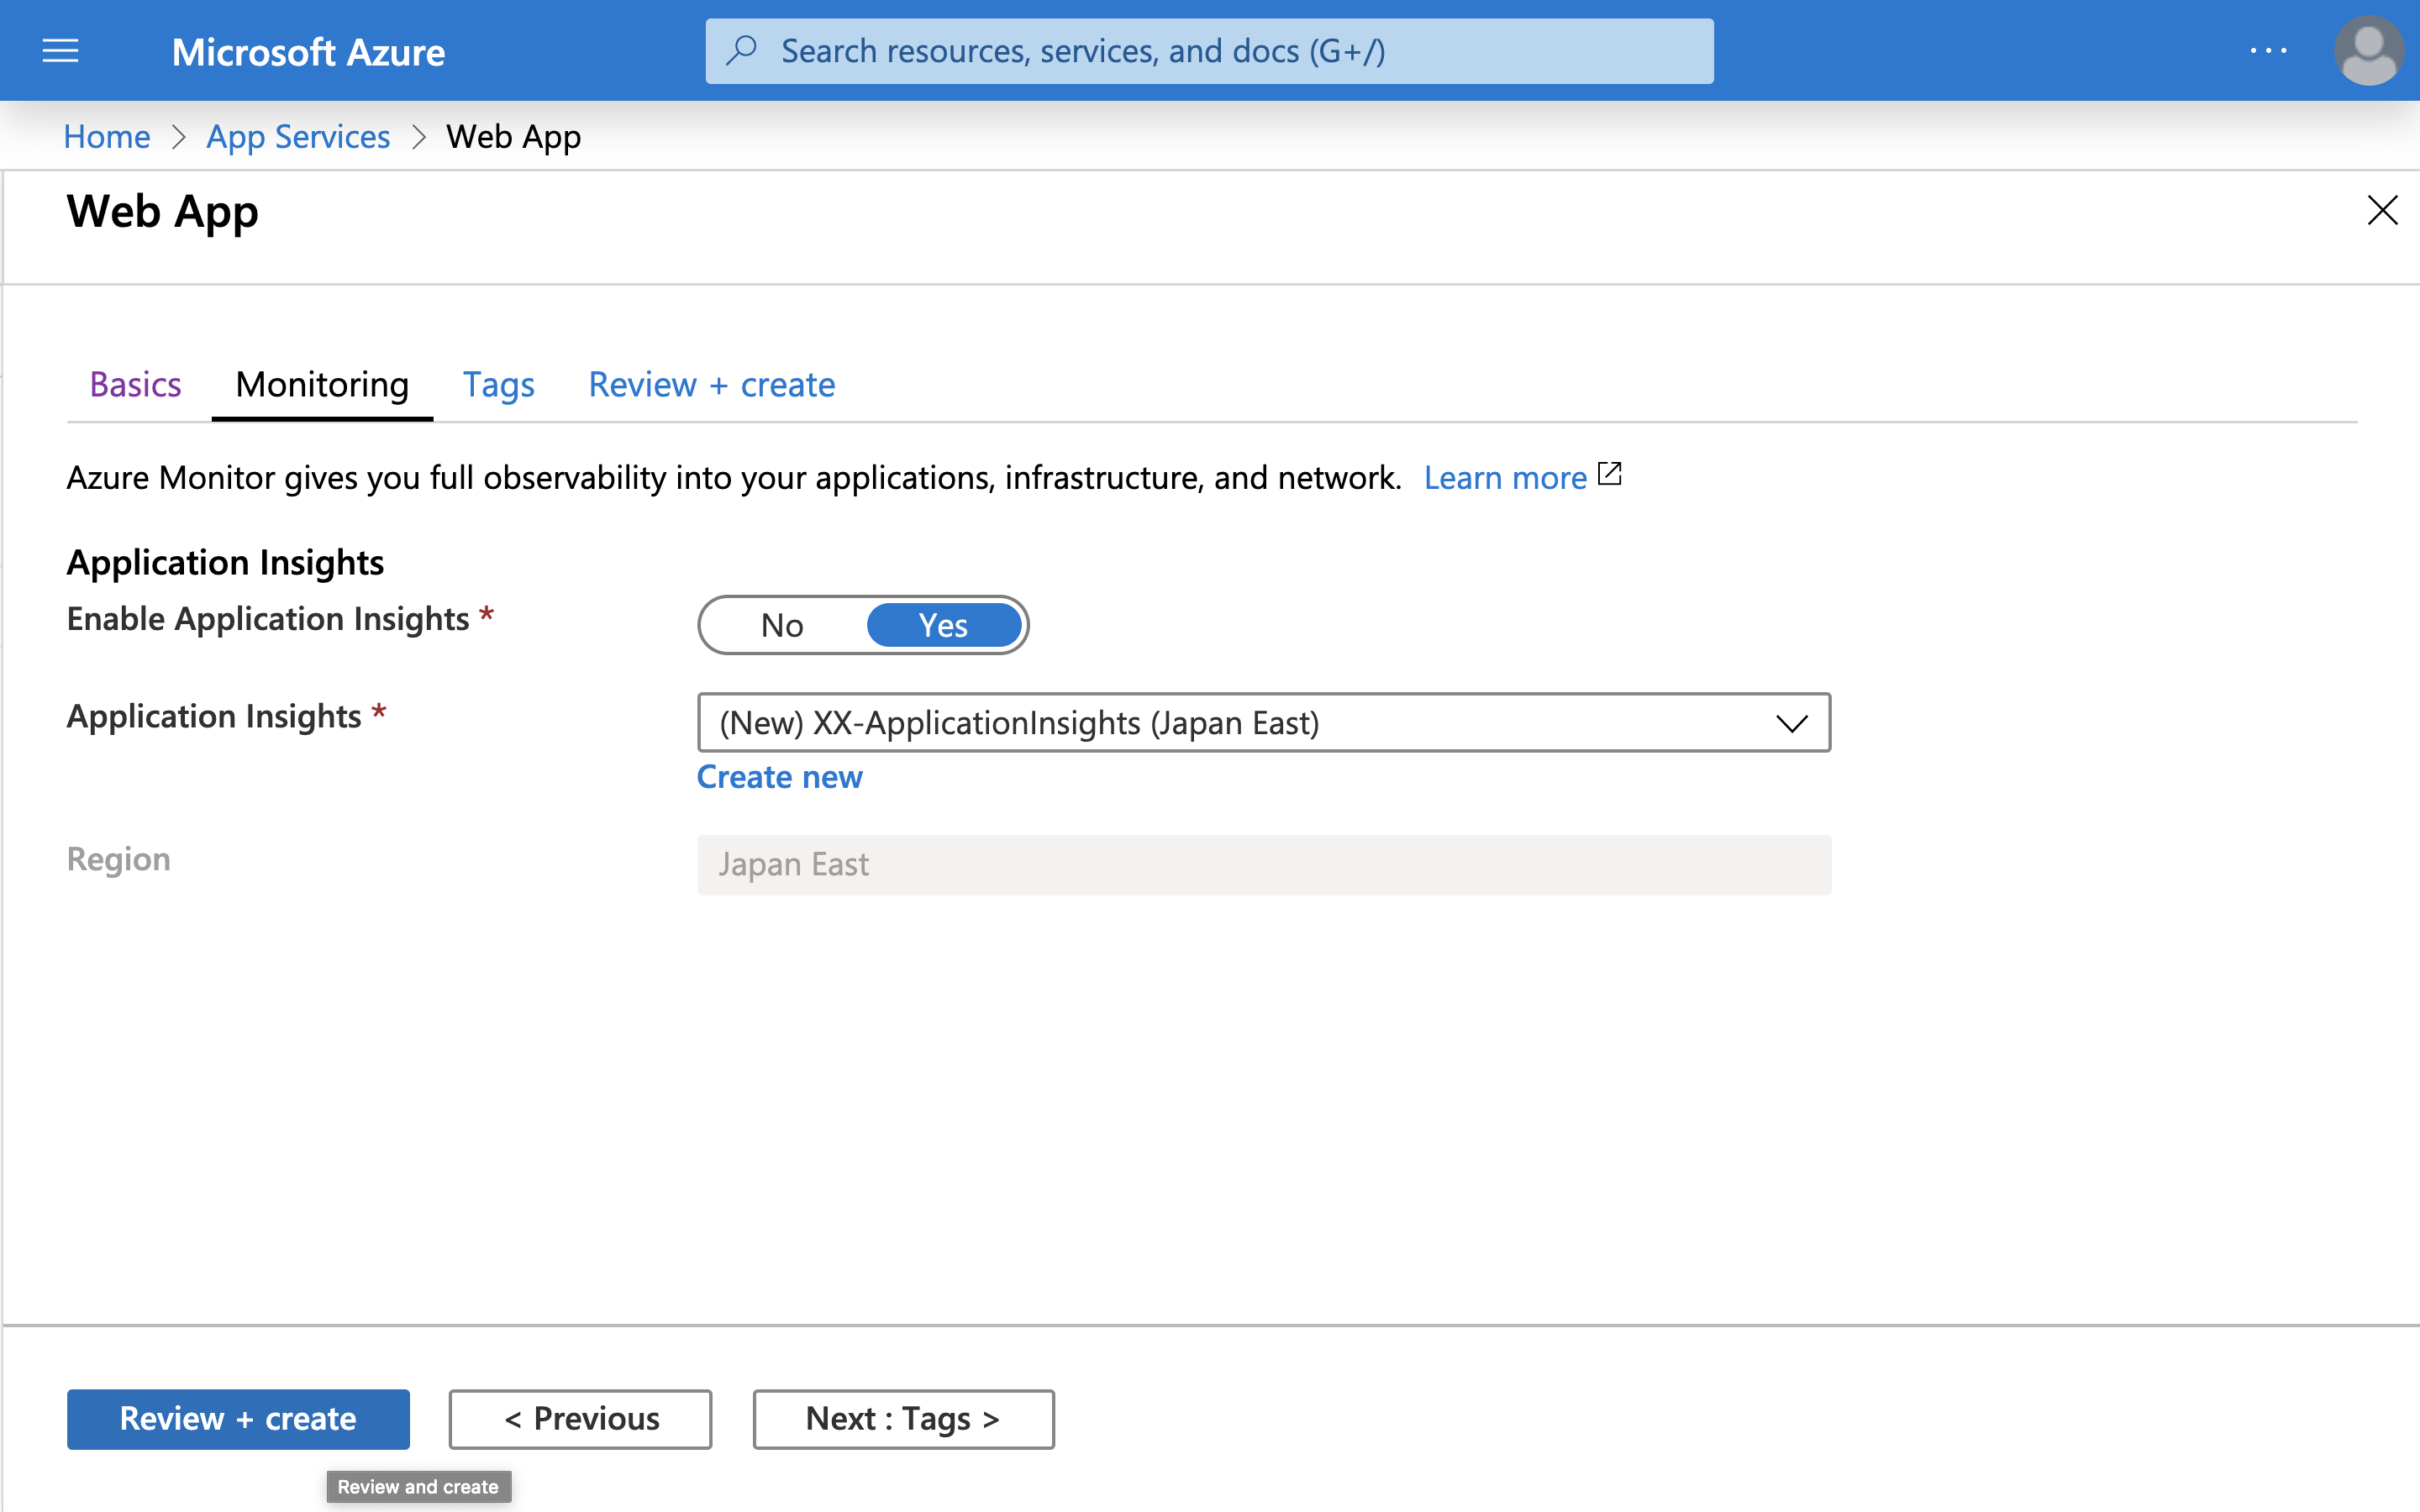 Microsoft Azure
Search resources, services, and docs (G+/)
Home > App Services > Web App
Web App
Basics Monitoring Tags Review + create
Azure Monitor gives you full observability into your applications, infrastructure, and network. Learn more
Application Insights
Enable Application Insights * No Yes
Application Insights * (New) XX-ApplicationInsights (Japan East)
Create new
Region Japan East
Review + create < Previous Next : Tags >
Review and create